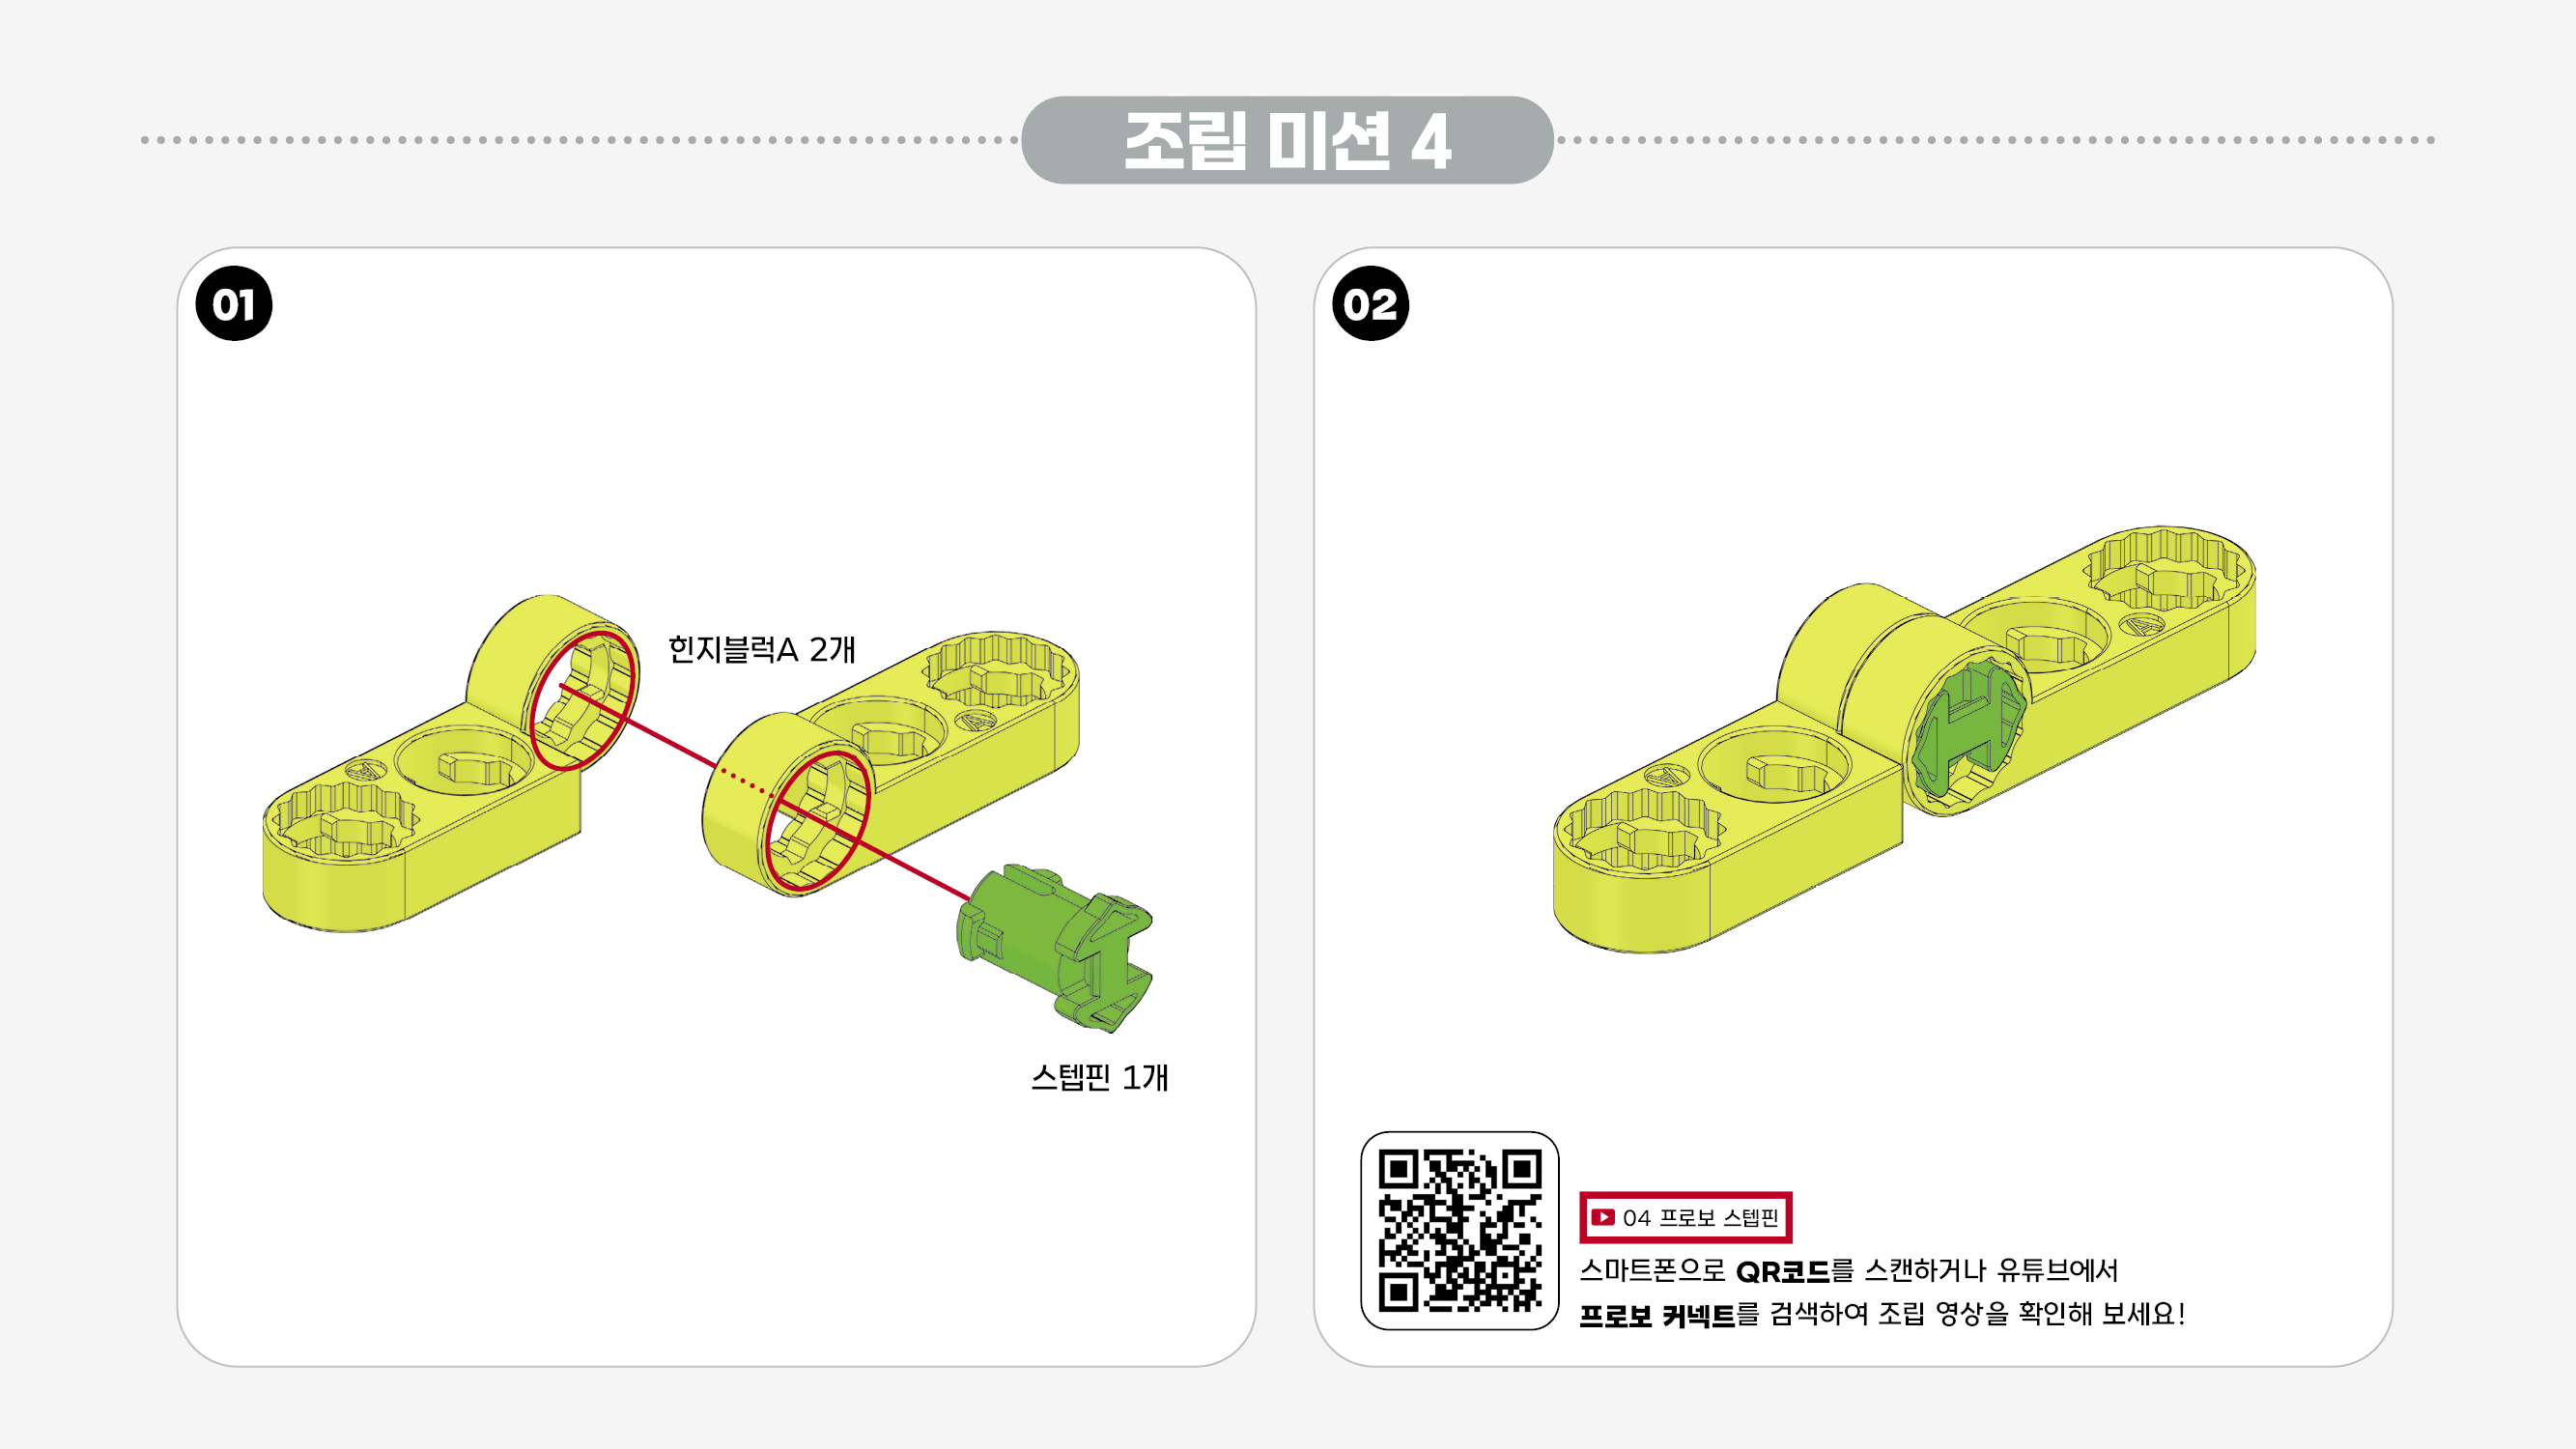 조립 미션 4
01
힌지블럭A 2개
스텝핀 1개
02
04 프로보 스텝핀
스마트폰으로 QR코드를 스캔하거나 유튜브에서
프로보 커넥트를 검색하여 조립 영상을 확인해 보세요!